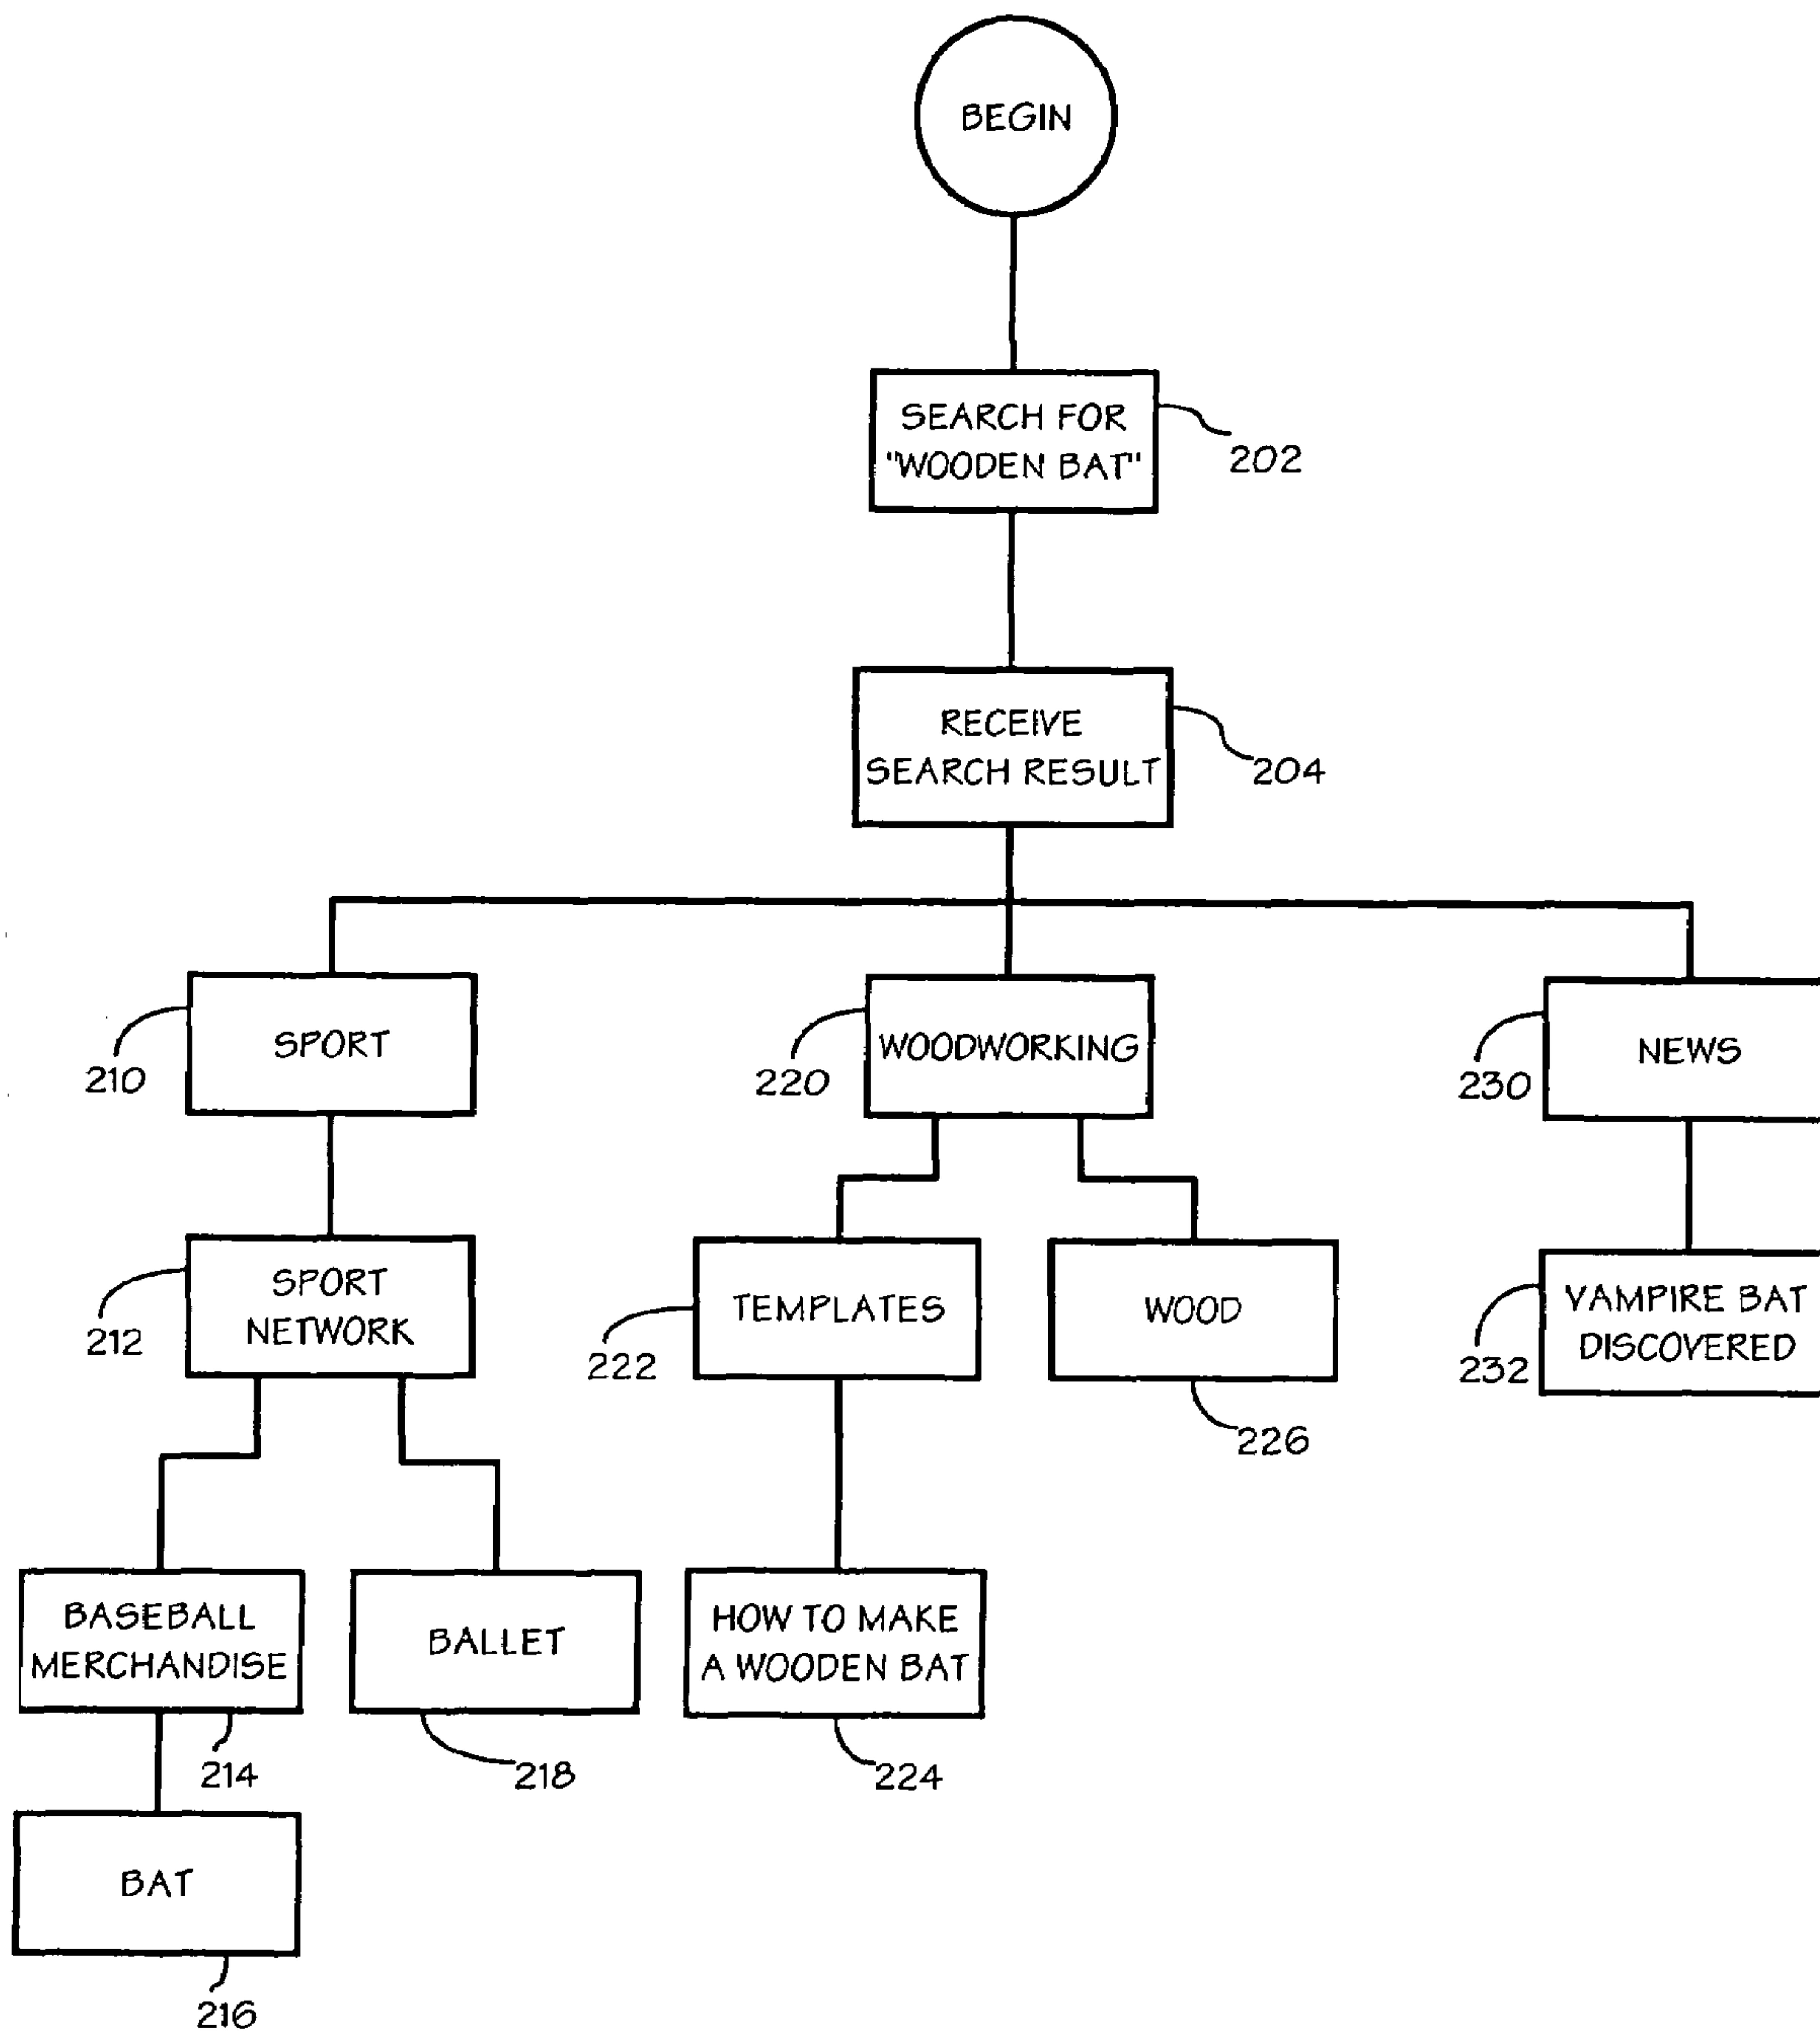 BEGIN
SEARCH FOR
"WOODEN BAT"
202
RECEIVE
SEARCH RESULT
204
SPORT
210
WOODWORKING
220
NEWS
230
SPORT
NETWORK
212
TEMPLATES
222
WOOD
226
VAMPIRE BAT
DISCOVERED
232
BASEBALL
MERCHANDISE
214
BALLET
218
HOW TO MAKE
A WOODEN BAT
224
BAT
216